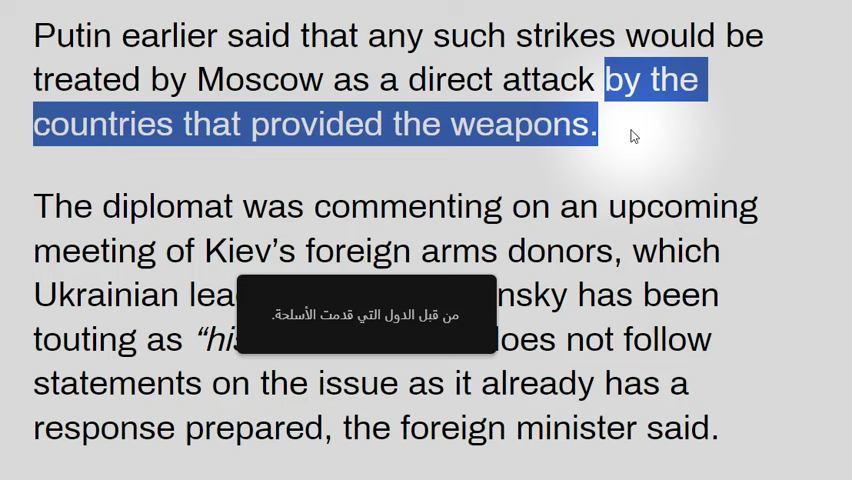 Putin earlier said that any such strikes would be
treated by Moscow as a direct attack by the
countries that provided the weapons.
The diplomat was commenting on an upcoming
meeting of Kiev’s foreign arms donors, which
Ukrainian nsky has been
من قبل الدول التي قدمت الأسلحة.
touting as does not follow
statements on the issue as it already has a
response prepared, the foreign minister said.